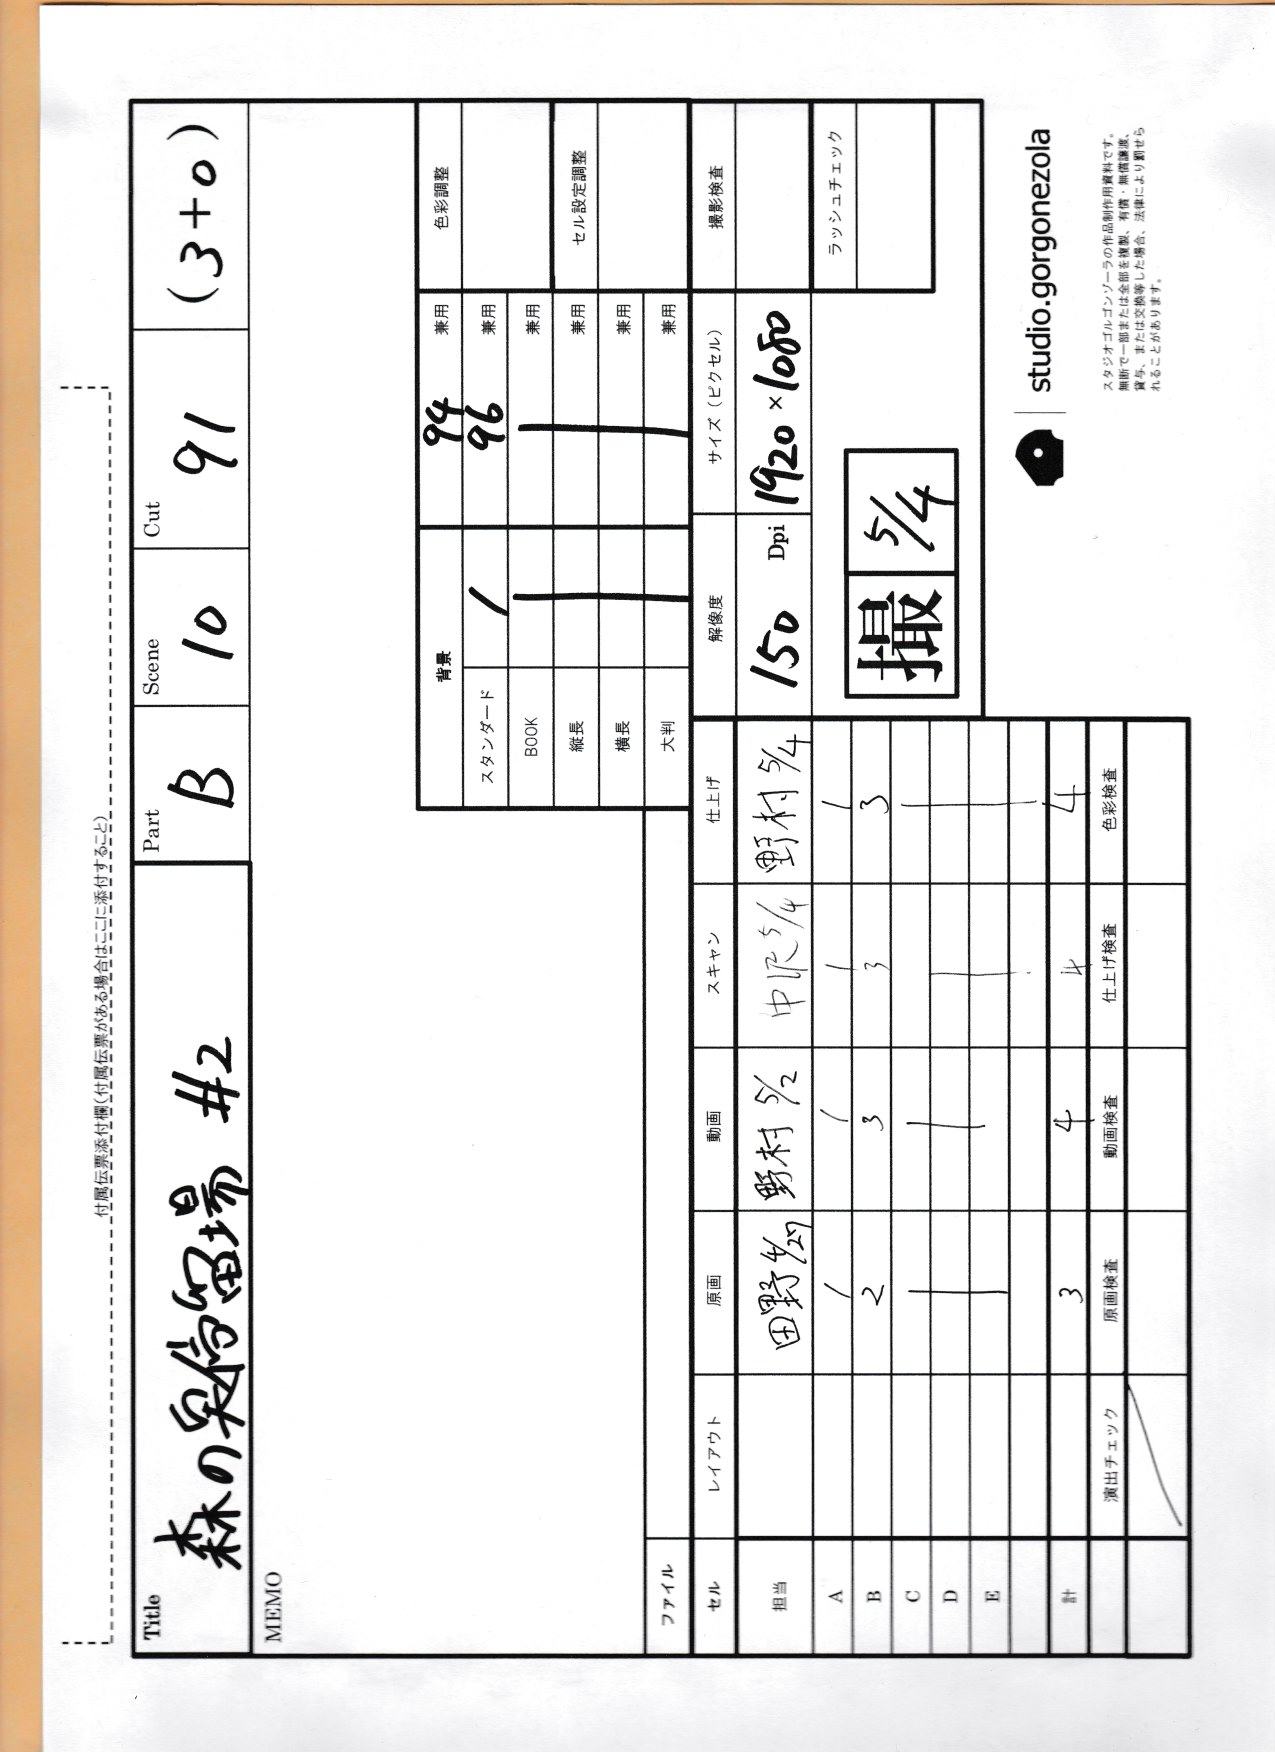 付属伝票添付欄(付属伝票がある場合はここに添付すること)
Title 森の泉停留場 #2
Part B
Scene 10
Cut 91
(3+0)
MEMO
背景 94 兼用
スタンダード 1 96 兼用
BOOK 兼用
縦長 兼用
横長 兼用
大判 兼用
色彩調整
セル設定調整
ファイル
セル レイアウト 原画 動画 スキャン 仕上げ
担当 田野 4/27 野村 5/2 中沢 5/4 野村 5/4
A 1 1 1 1
B 2 3 3 3
C
D
E
計 3 4 4 4
演出チェック 原画検査 動画検査 仕上げ検査 色彩検査
解像度 サイズ(ピクセル) 撮影検査
150 Dpi 1920×1080
ラッシュチェック
撮 5/4
studio.gorgonezola
スタジオゴルゴンゾーラの作品制作用資料です。
無断で一部または全部を複製、有償・無償譲渡、
貸与、または交換等した場合、法律により罰せら
れることがあります。